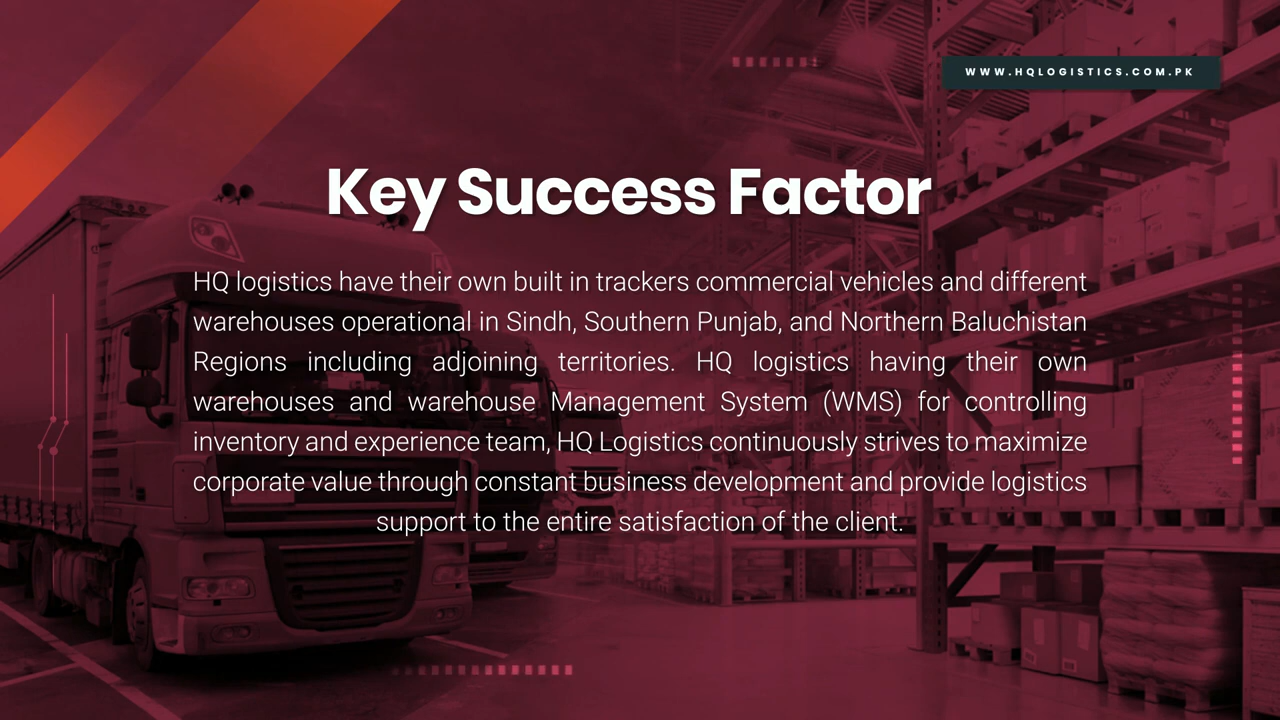 WWW.HQLOGISTICS.COM.PK
Key Success Factor
HQ logistics have their own built in trackers commercial vehicles and different
warehouses operational in Sindh, Southern Punjab, and Northern Baluchistan
Regions including adjoining territories. HQ logistics having their own
warehouses and warehouse Management System (WMS) for controlling
inventory and experience team, HQ Logistics continuously strives to maximize
corporate value through constant business development and provide logistics
support to the entire satisfaction of the client.